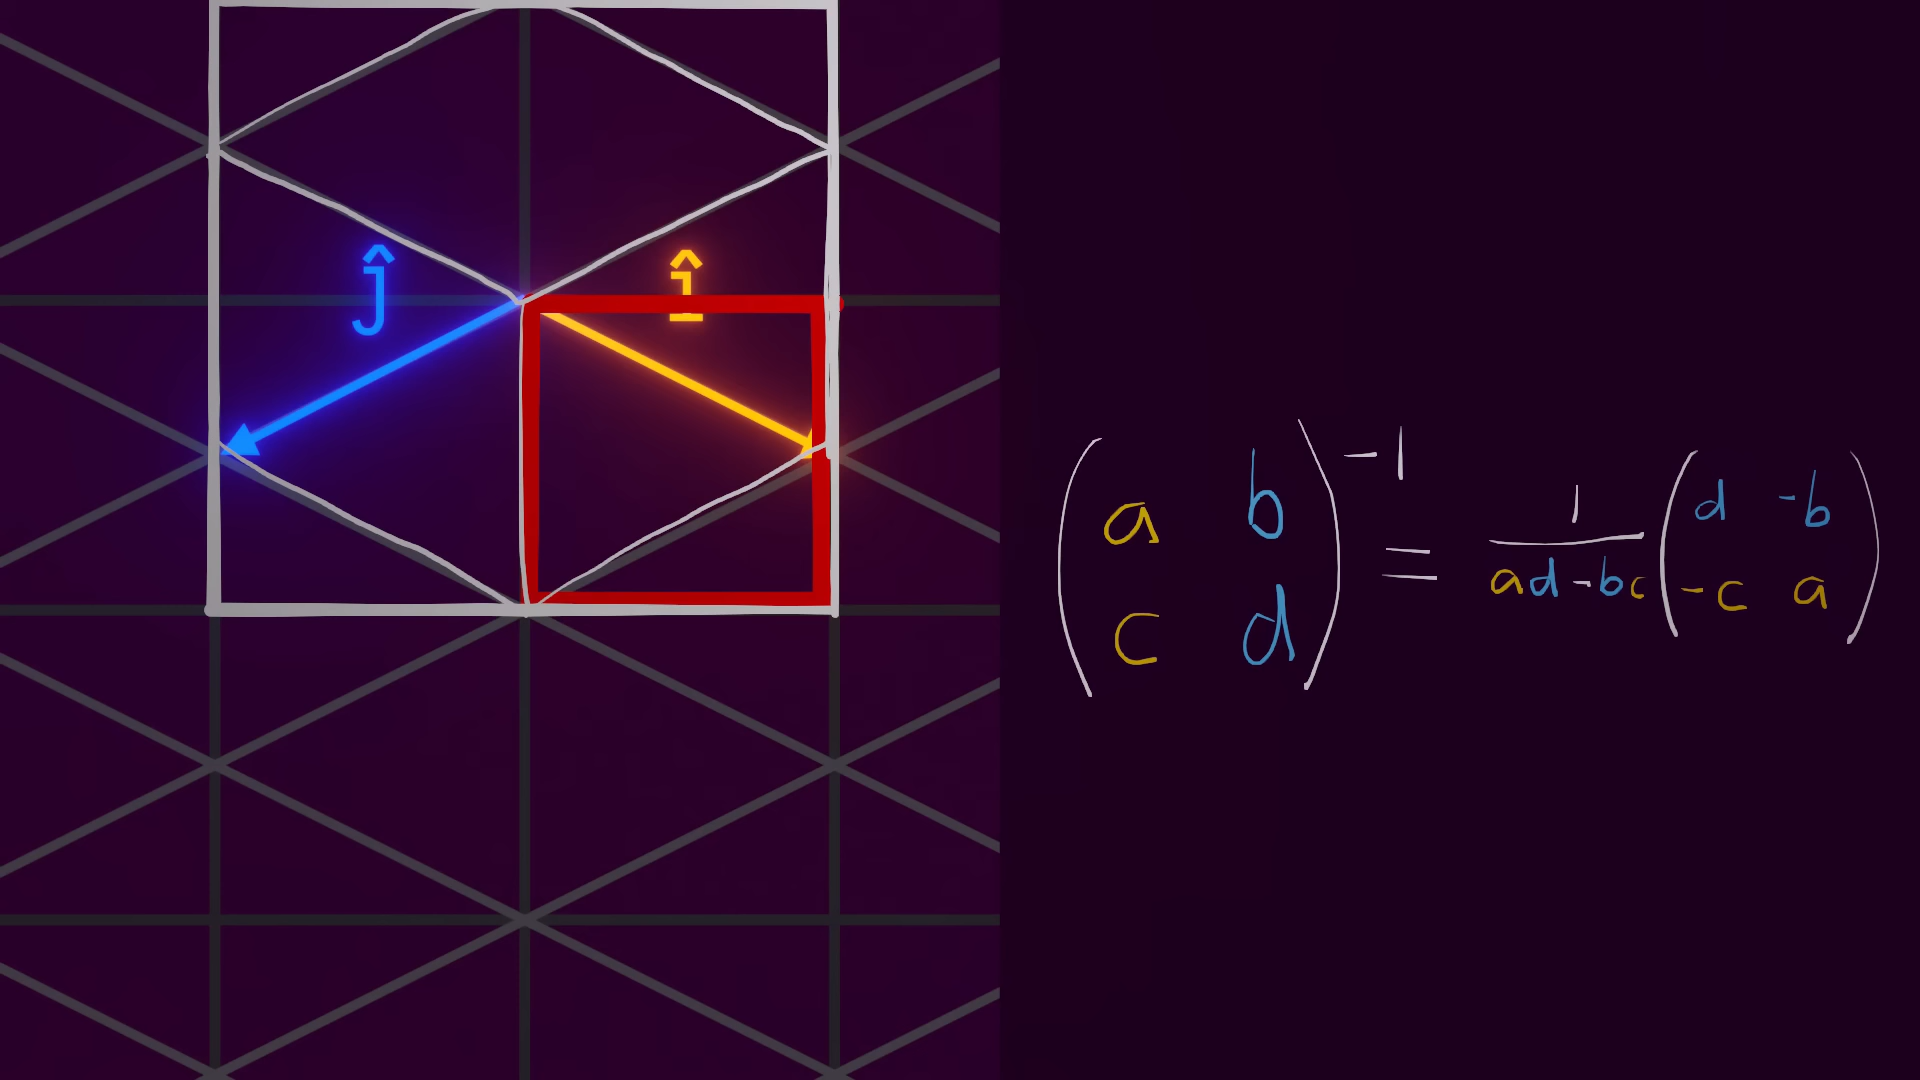 ĵ î
(a b)⁻¹ = 1 (d -b)
(c d) ad-bc (-c a)